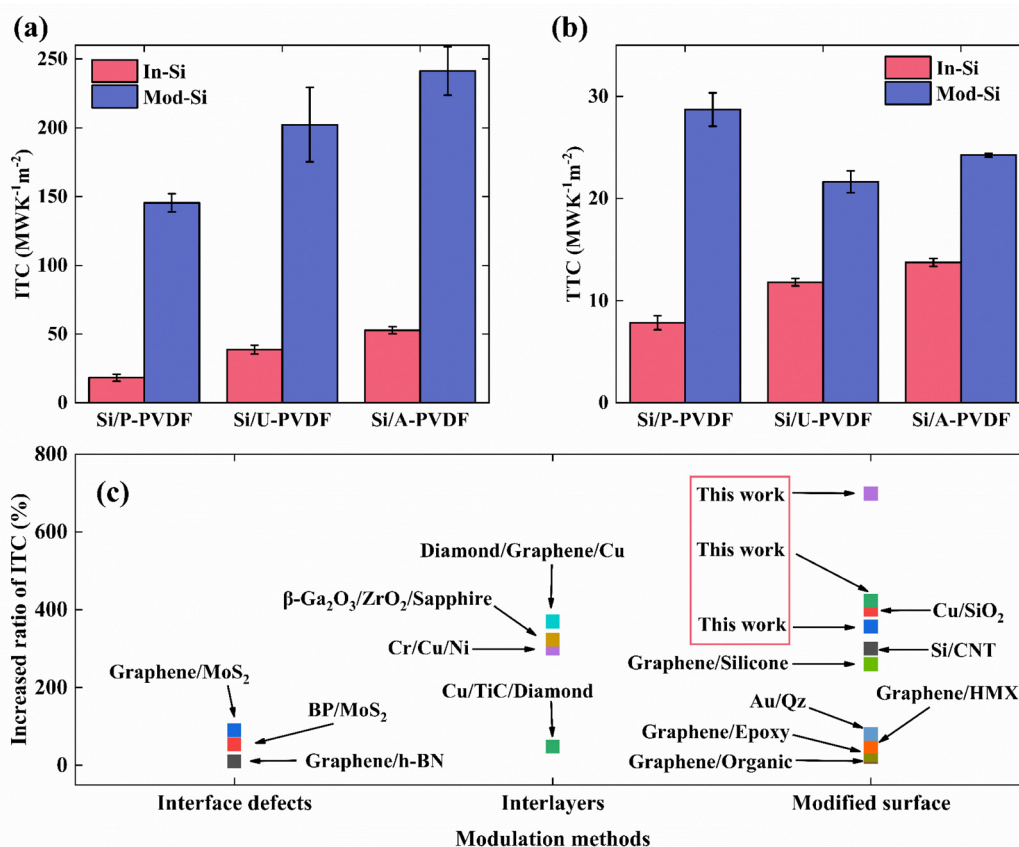 (a)
250
200
150
100
50
0
ITC (MWK⁻¹m⁻²)
In-Si
Mod-Si
Si/P-PVDF
Si/U-PVDF
Si/A-PVDF
(b)
30
20
10
0
TTC (MWK⁻¹m⁻²)
In-Si
Mod-Si
Si/P-PVDF
Si/U-PVDF
Si/A-PVDF
(c)
800
600
400
200
0
Increased ratio of ITC (%)
This work
Diamond/Graphene/Cu
This work
β-Ga₂O₃/ZrO₂/Sapphire
Cu/SiO₂
This work
Cr/Cu/Ni
Si/CNT
Graphene/Silicone
Graphene/MoS₂
Cu/TiC/Diamond
Graphene/HMX
Au/Qz
BP/MoS₂
Graphene/Epoxy
Graphene/h-BN
Graphene/Organic
Interface defects
Interlayers
Modified surface
Modulation methods